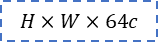 H × W × 64c